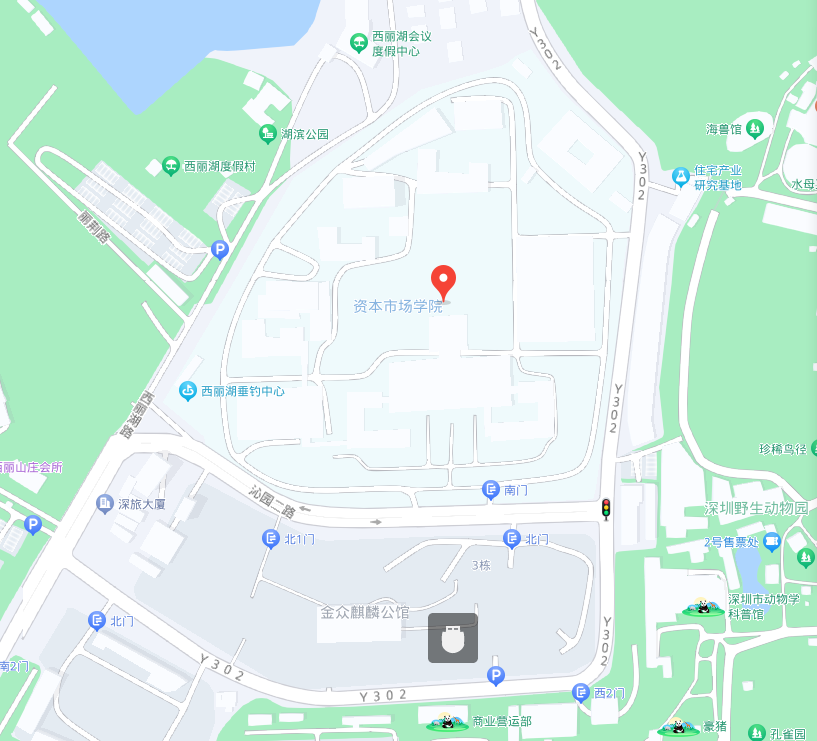 西丽湖会议
度假中心
Y302
海兽馆
湖滨公园
西丽湖度假村
住宅产业
研究基地
水母
Y302
丽荆路
P
资本市场学院
西丽湖垂钓中心
Y302
西丽湖路
珍稀鸟径
丽山庄会所
沁园二路
南门
深旅大厦
深圳野生动物园
P
北1门
北门
2号售票处
3栋
深圳市动物学
科普馆
金众麒麟公馆
北门
Y302
Y302
南2门
P
Y302
西2门
商业营运部
豪猪
孔雀园